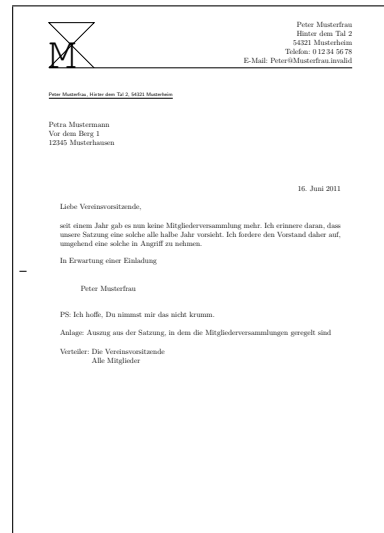 Peter Musterfrau
Hinter dem Tal 2
54321 Musterheim
Telefon: 0 12 34 56 78
E-Mail: Peter@Musterfrau.invalid
M
Peter Musterfrau, Hinter dem Tal 2, 54321 Musterheim
Petra Mustermann
Vor dem Berg 1
12345 Musterhausen
16. Juni 2011
Liebe Vereinsvorsitzende,
seit einem Jahr gab es nun keine Mitgliederversammlung mehr. Ich erinnere daran, dass
unsere Satzung eine solche alle halbe Jahr vorsieht. Ich fordere den Vorstand daher auf,
umgehend eine solche in Angriff zu nehmen.
In Erwartung einer Einladung
Peter Musterfrau
PS: Ich hoffe, Du nimmst mir das nicht krumm.
Anlage: Auszug aus der Satzung, in dem die Mitgliederversammlungen geregelt sind
Verteiler: Die Vereinsvorsitzende
Alle Mitglieder